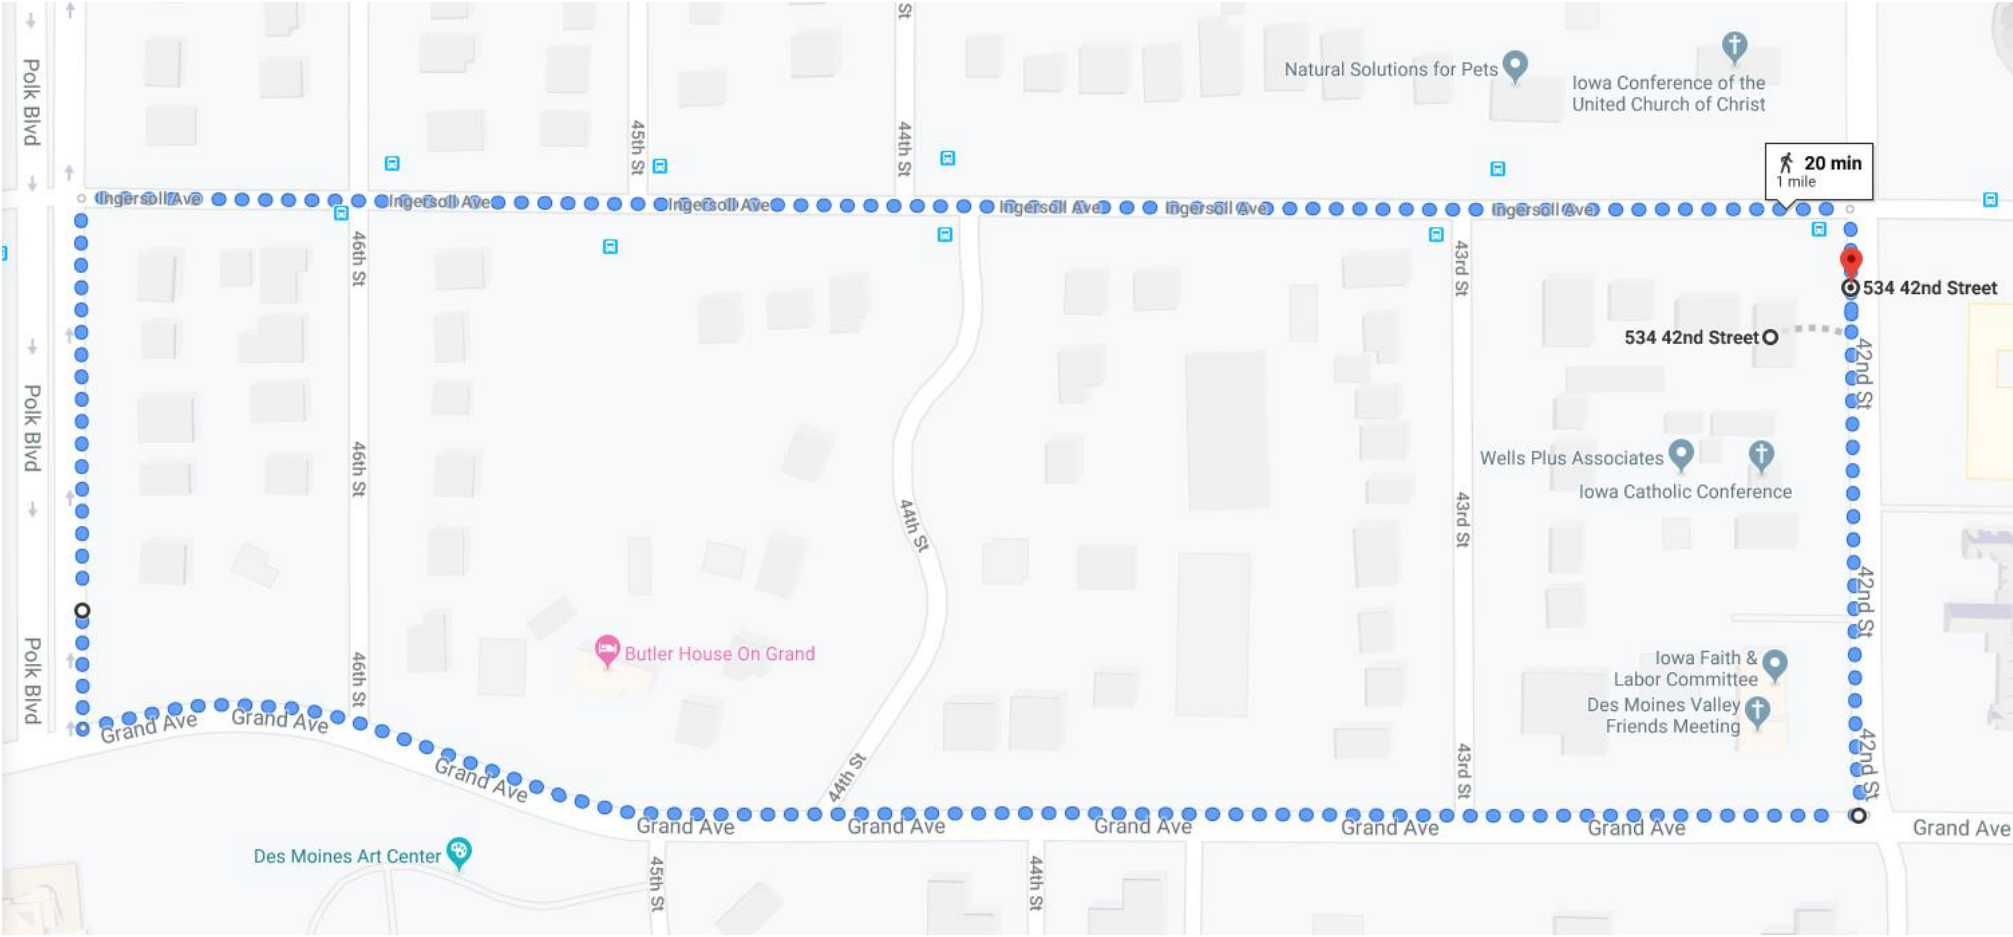 St
Polk Blvd
Natural Solutions for Pets
Iowa Conference of the
United Church of Christ
45th St
44th St
20 min
1 mile
Ingersoll Ave
Ingersoll Ave
Ingersoll Ave
Ingersoll Ave
Ingersoll Ave
Ingersoll Ave
46th St
43rd St
534 42nd Street
534 42nd Street
42nd St
Polk Blvd
46th St
Wells Plus Associates
Iowa Catholic Conference
44th St
43rd St
42nd St
Butler House On Grand
Iowa Faith &
Labor Committee
Polk Blvd
46th St
Des Moines Valley
Friends Meeting
Grand Ave
Grand Ave
Grand Ave
44th St
43rd St
42nd St
Grand Ave
Grand Ave
Grand Ave
Grand Ave
Grand Ave
Grand Ave
Des Moines Art Center
45th St
44th St